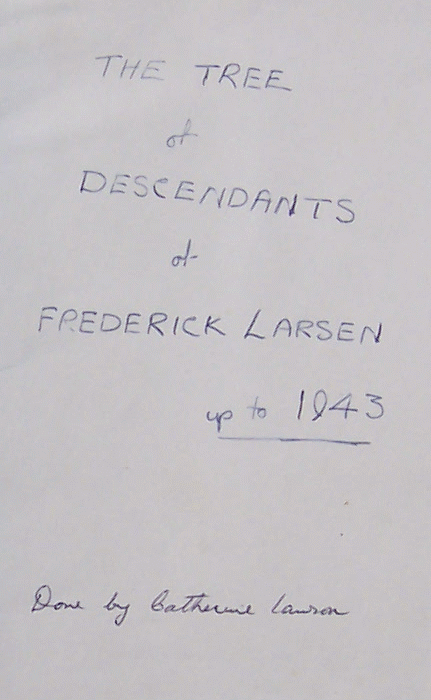 THE TREE
of
DESCENDANTS
of
FREDERICK LARSEN
up to 1943
Done by Catherine Lawson